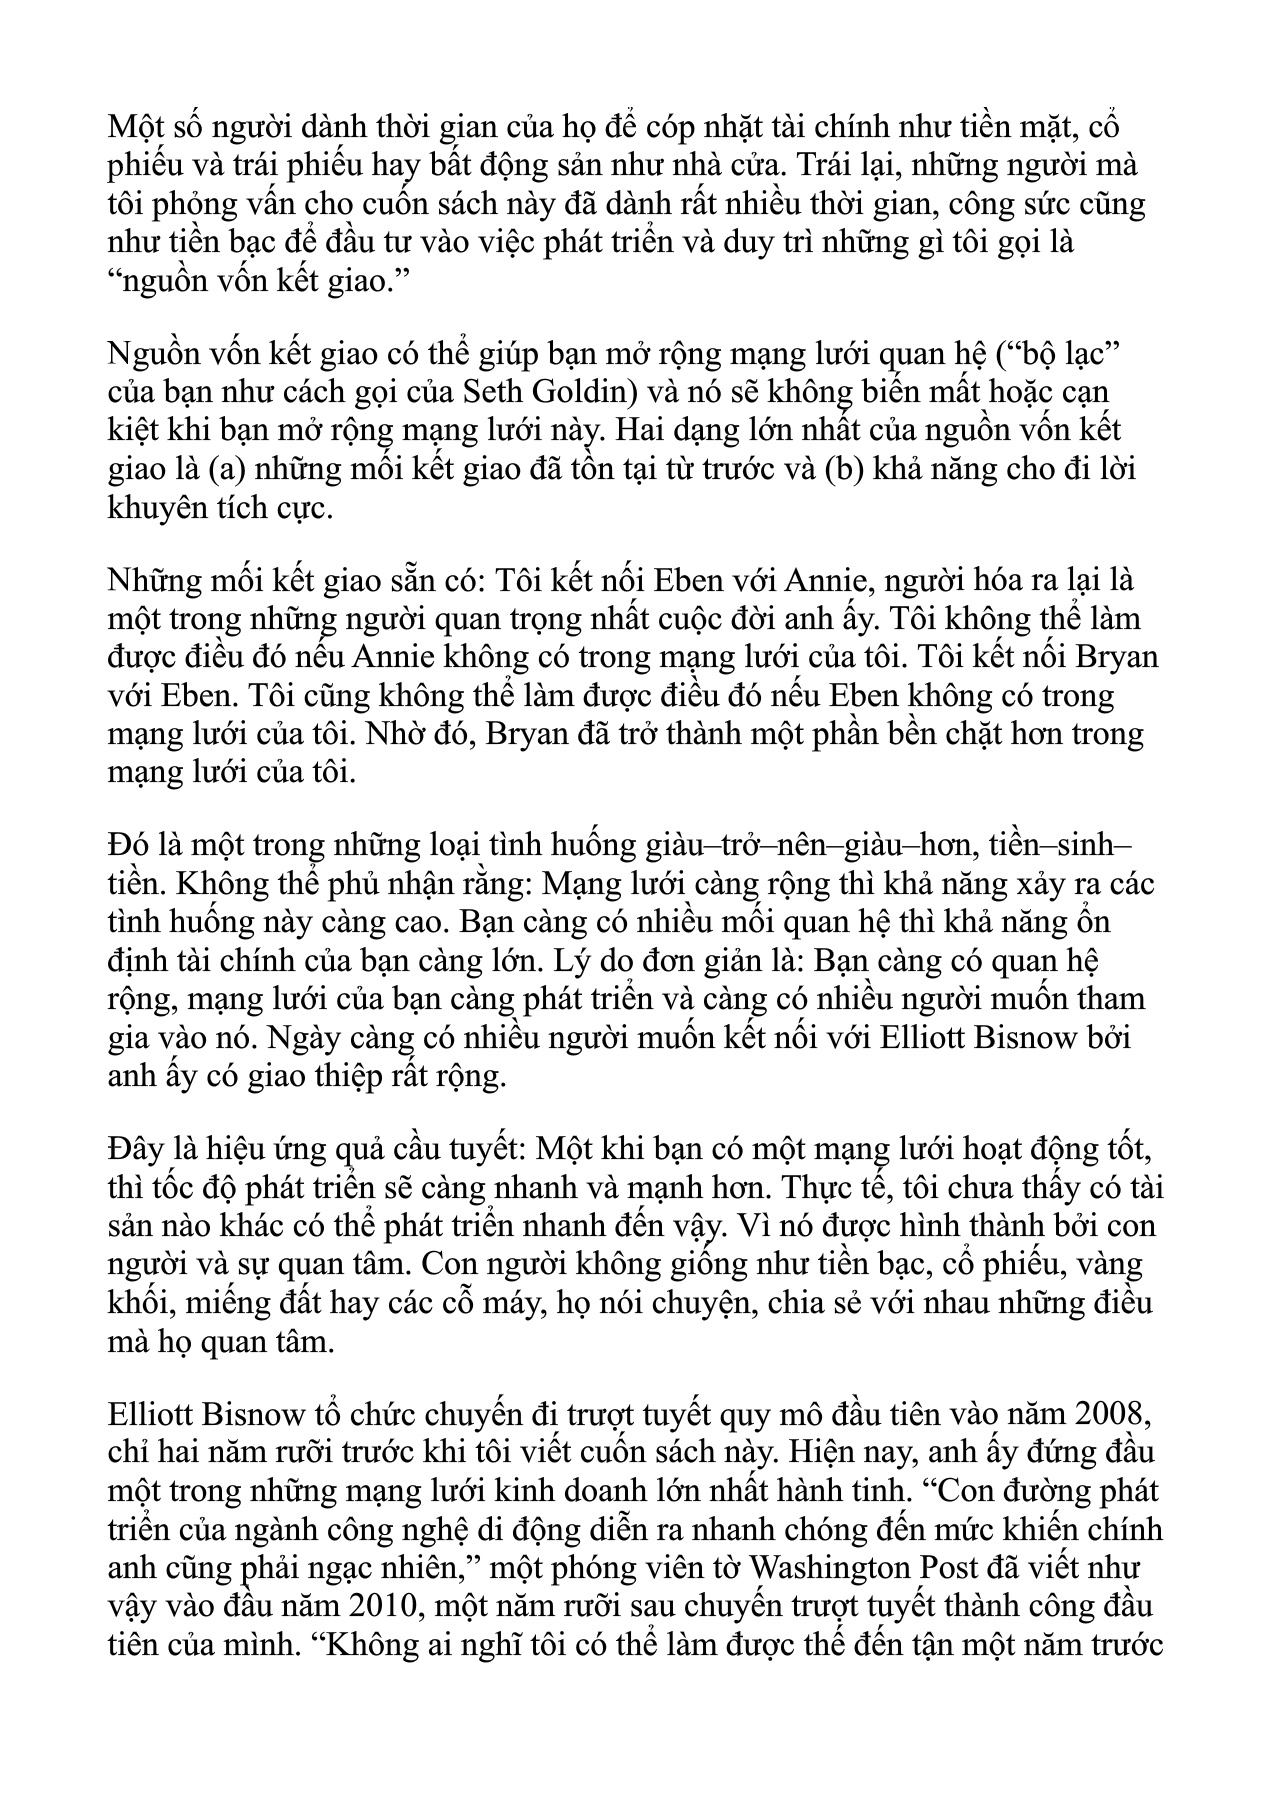 Một số người dành thời gian của họ để cóp nhặt tài chính như tiền mặt, cổ
phiếu và trái phiếu hay bất động sản như nhà cửa. Trái lại, những người mà
tôi phỏng vấn cho cuốn sách này đã dành rất nhiều thời gian, công sức cũng
như tiền bạc để đầu tư vào việc phát triển và duy trì những gì tôi gọi là
“nguồn vốn kết giao.”
Nguồn vốn kết giao có thể giúp bạn mở rộng mạng lưới quan hệ (“bộ lạc”
của bạn như cách gọi của Seth Goldin) và nó sẽ không biến mất hoặc cạn
kiệt khi bạn mở rộng mạng lưới này. Hai dạng lớn nhất của nguồn vốn kết
giao là (a) những mối kết giao đã tồn tại từ trước và (b) khả năng cho đi lời
khuyên tích cực.
Những mối kết giao sẵn có: Tôi kết nối Eben với Annie, người hóa ra lại là
một trong những người quan trọng nhất cuộc đời anh ấy. Tôi không thể làm
được điều đó nếu Annie không có trong mạng lưới của tôi. Tôi kết nối Bryan
với Eben. Tôi cũng không thể làm được điều đó nếu Eben không có trong
mạng lưới của tôi. Nhờ đó, Bryan đã trở thành một phần bền chặt hơn trong
mạng lưới của tôi.
Đó là một trong những loại tình huống giàu–trở–nên–giàu–hơn, tiền–sinh–
tiền. Không thể phủ nhận rằng: Mạng lưới càng rộng thì khả năng xảy ra các
tình huống này càng cao. Bạn càng có nhiều mối quan hệ thì khả năng ổn
định tài chính của bạn càng lớn. Lý do đơn giản là: Bạn càng có quan hệ
rộng, mạng lưới của bạn càng phát triển và càng có nhiều người muốn tham
gia vào nó. Ngày càng có nhiều người muốn kết nối với Elliott Bisnow bởi
anh ấy có giao thiệp rất rộng.
Đây là hiệu ứng quả cầu tuyết: Một khi bạn có một mạng lưới hoạt động tốt,
thì tốc độ phát triển sẽ càng nhanh và mạnh hơn. Thực tế, tôi chưa thấy có tài
sản nào khác có thể phát triển nhanh đến vậy. Vì nó được hình thành bởi con
người và sự quan tâm. Con người không giống như tiền bạc, cổ phiếu, vàng
khối, miếng đất hay các cỗ máy, họ nói chuyện, chia sẻ với nhau những điều
mà họ quan tâm.
Elliott Bisnow tổ chức chuyến đi trượt tuyết quy mô đầu tiên vào năm 2008,
chỉ hai năm rưỡi trước khi tôi viết cuốn sách này. Hiện nay, anh ấy đứng đầu
một trong những mạng lưới kinh doanh lớn nhất hành tinh. “Con đường phát
triển của ngành công nghệ di động diễn ra nhanh chóng đến mức khiến chính
anh cũng phải ngạc nhiên,” một phóng viên tờ Washington Post đã viết như
vậy vào đầu năm 2010, một năm rưỡi sau chuyến trượt tuyết thành công đầu
tiên của mình. “Không ai nghĩ tôi có thể làm được thế đến tận một năm trước